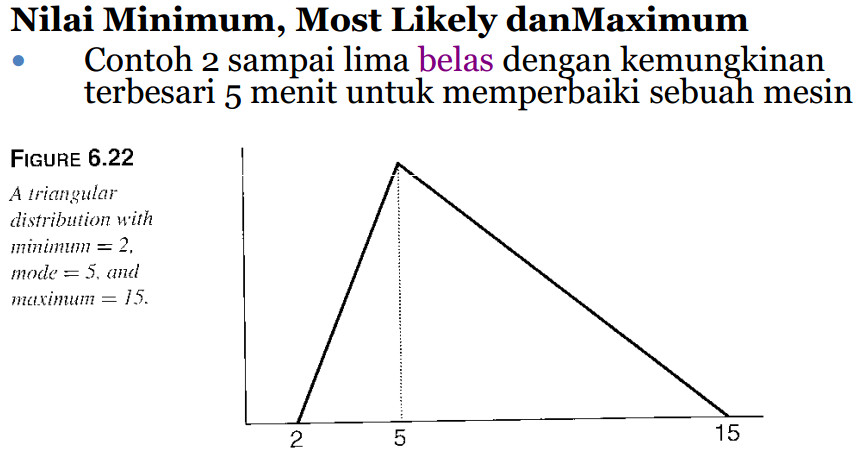 Nilai Minimum, Most Likely danMaximum
• Contoh 2 sampai lima belas dengan kemungkinan
terbesari 5 menit untuk memperbaiki sebuah mesin
FIGURE 6.22
A triangular
distribution with
minimum = 2,
mode = 5, and
maximum = 15.
2 5 15